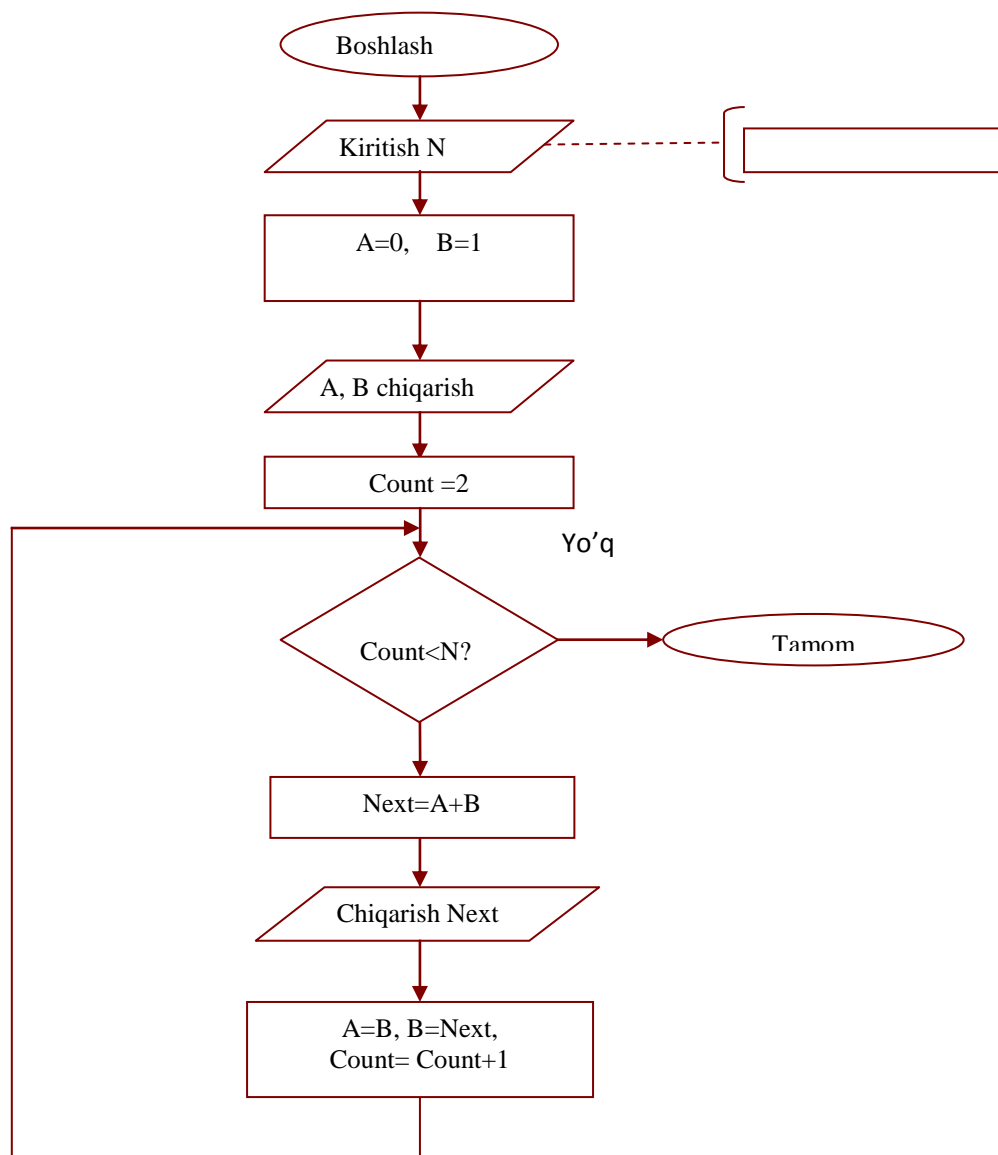 Boshlash
Kiritish N
A=0, B=1
A, B chiqarish
Count =2
Yo’q
Count<N?
Tamom
Next=A+B
Chiqarish Next
A=B, B=Next,
Count= Count+1